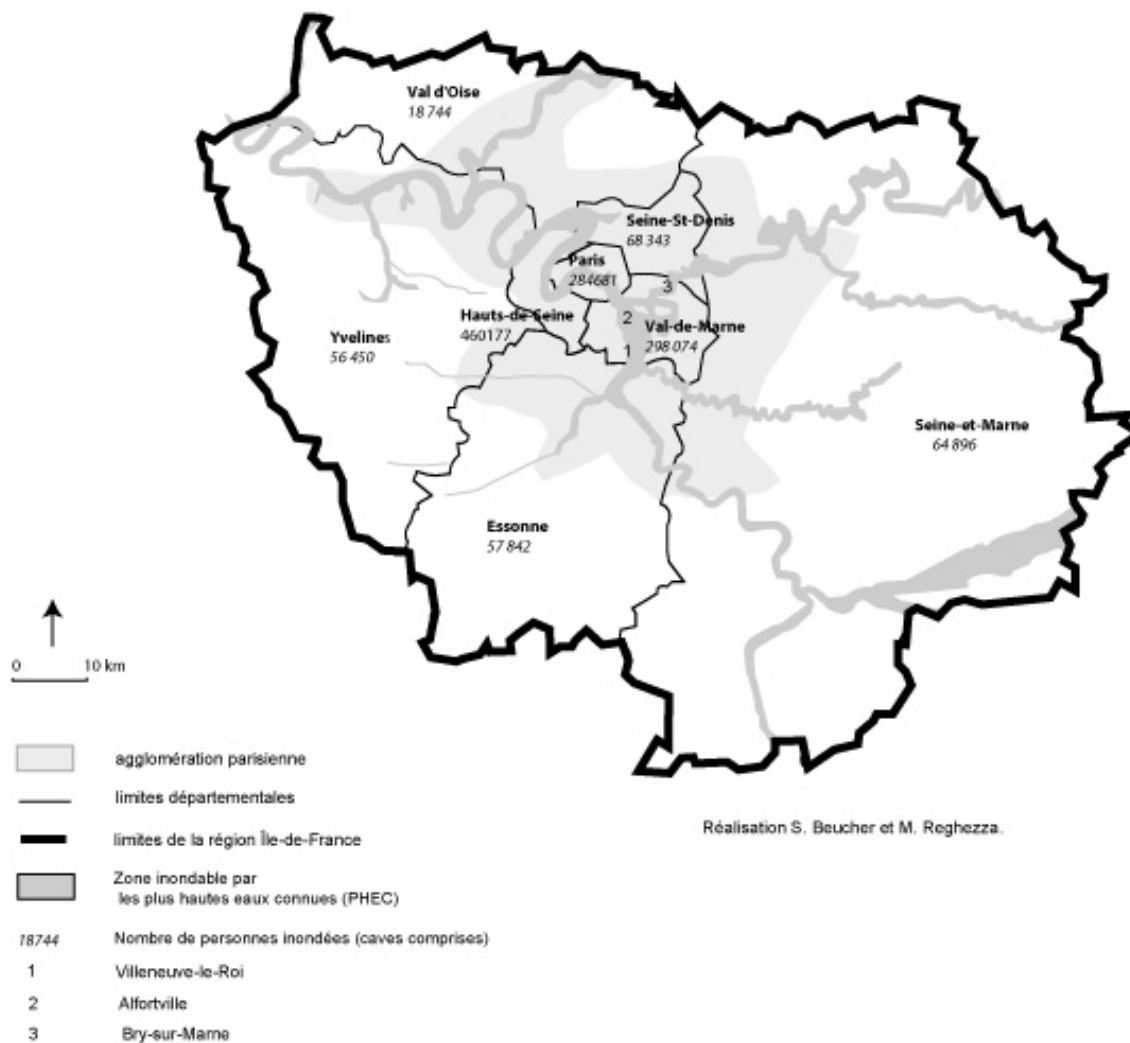 Val d'Oise
18 744
Seine-St-Denis
68 343
Paris
284681
Hauts-de-Seine
460177
3
2
Val-de-Marne
298 074
1
Yvelines
56 450
Seine-et-Marne
64 896
Essonne
57 842
0 10 km
agglomération parisienne
limites départementales
Réalisation S. Beucher et M. Reghezza.
limites de la région Île-de-France
Zone inondable par
les plus hautes eaux connues (PHEC)
18744 Nombre de personnes inondées (caves comprises)
1 Villeneuve-le-Roi
2 Alfortville
3 Bry-sur-Marne